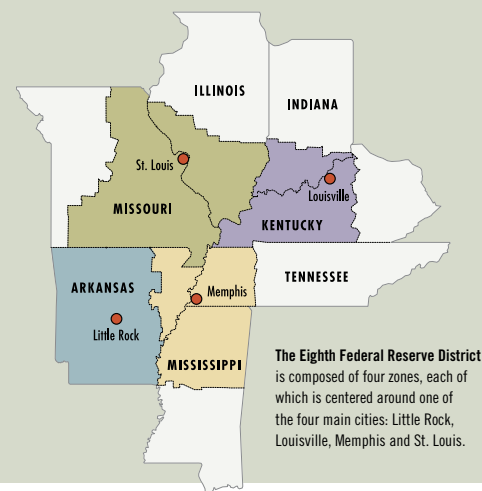 ILLINOIS
INDIANA
St. Louis
Louisville
MISSOURI
KENTUCKY
TENNESSEE
ARKANSAS
Memphis
Little Rock
MISSISSIPPI
The Eighth Federal Reserve District
is composed of four zones, each of
which is centered around one of
the four main cities: Little Rock,
Louisville, Memphis and St. Louis.